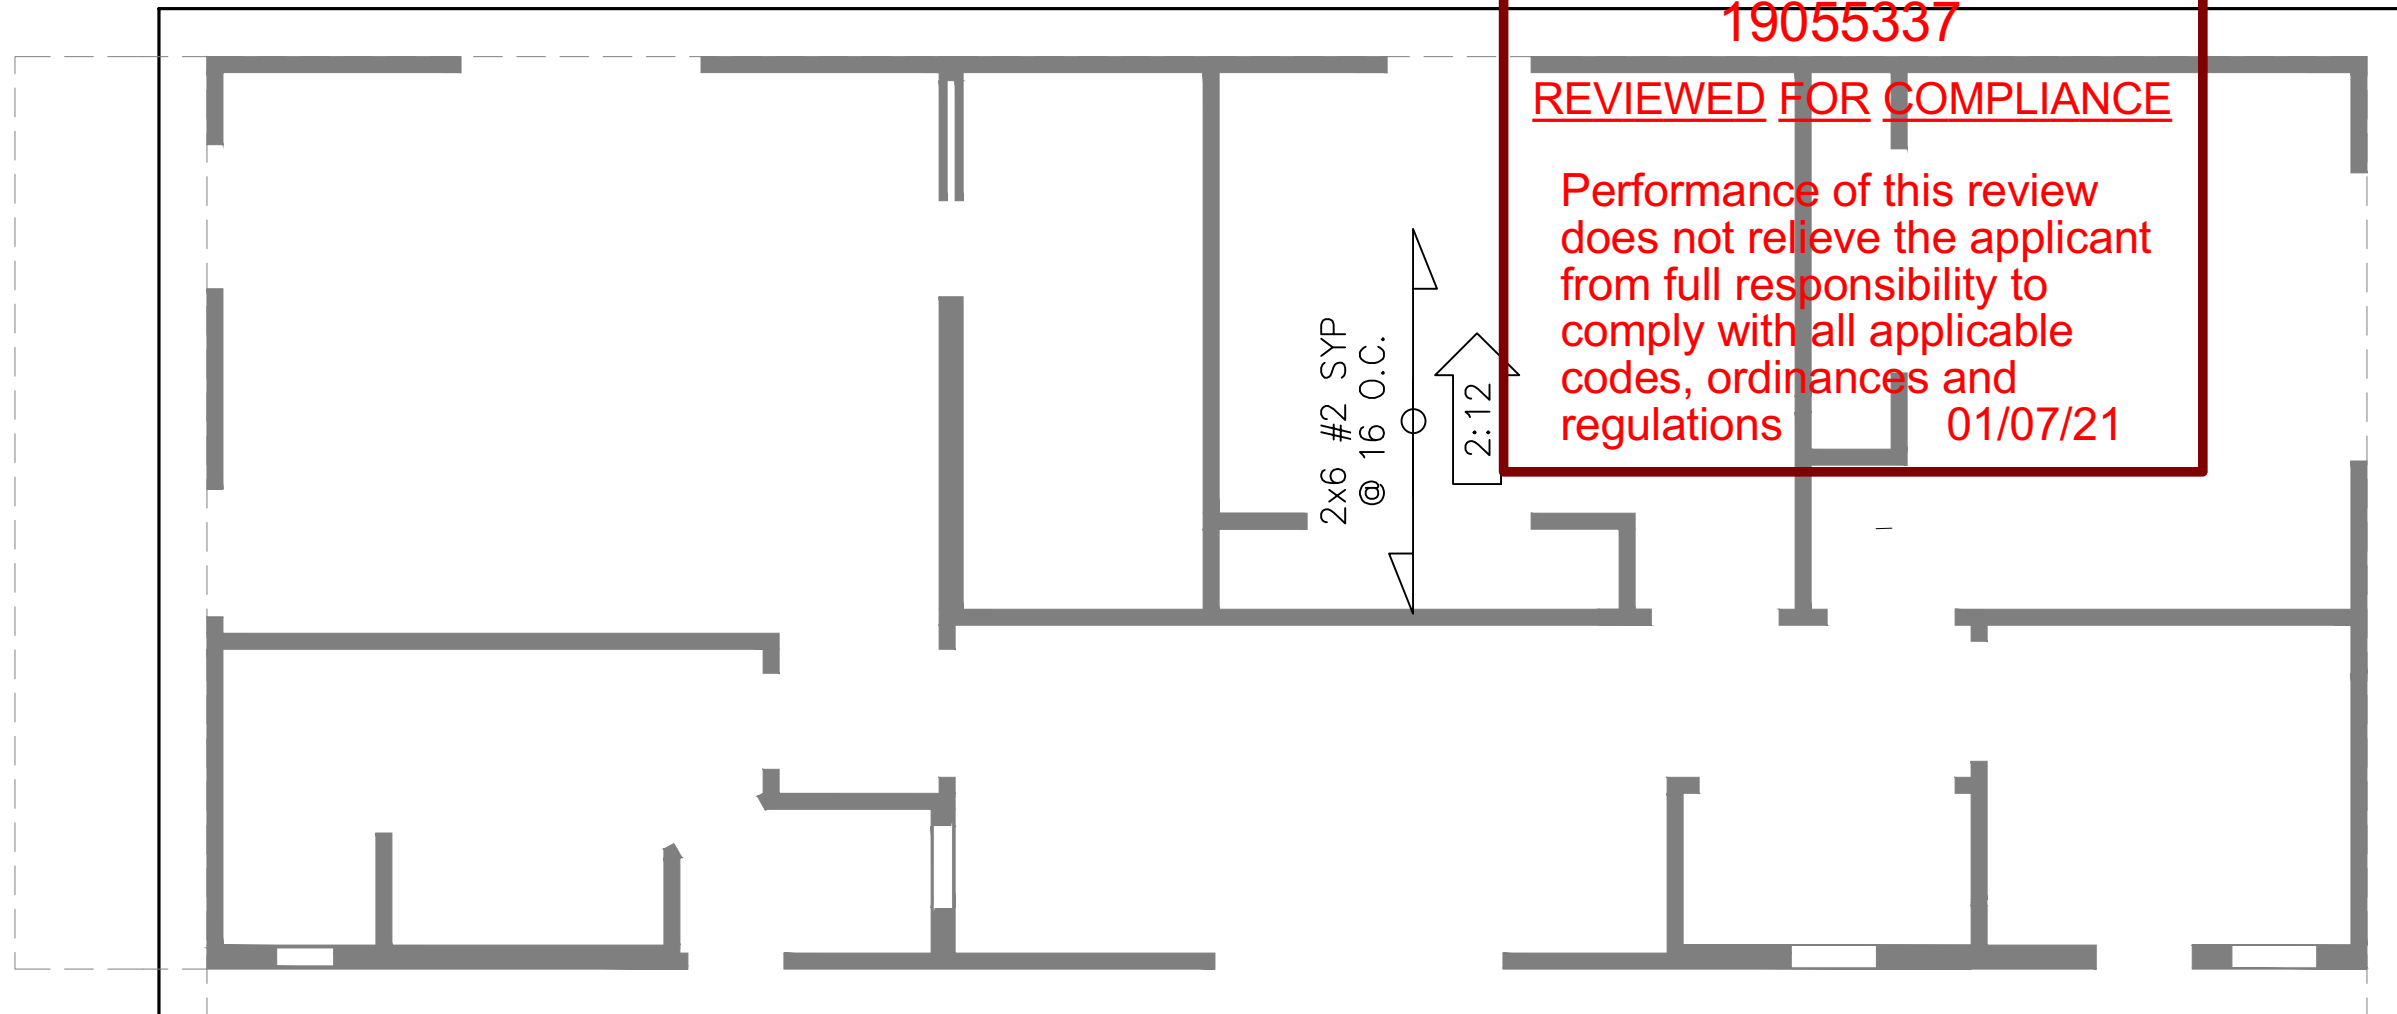 19055337
REVIEWED FOR COMPLIANCE
Performance of this review
does not relieve the applicant
from full responsibility to
comply with all applicable
codes, ordinances and
regulations 01/07/21
2x6 #2 SYP
@ 16 O.C.
2:12